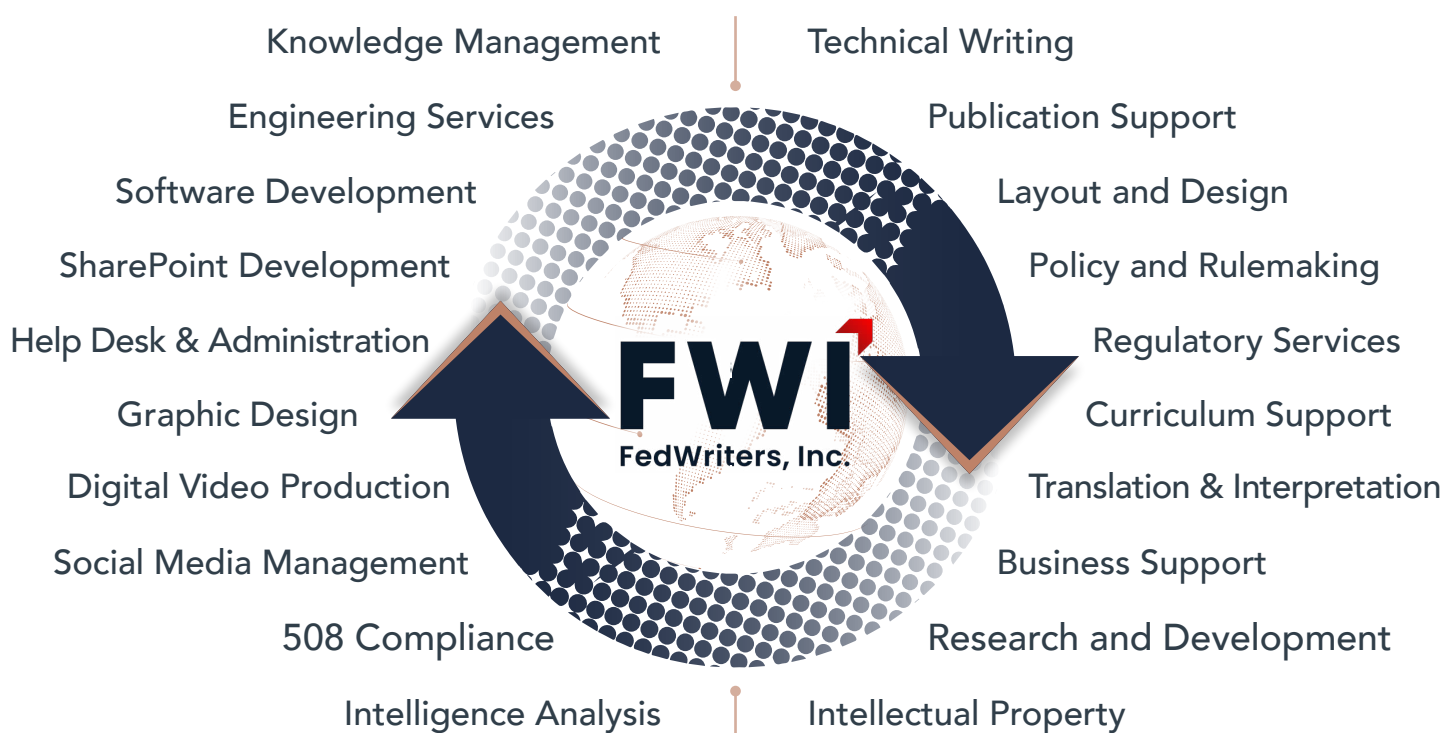 Knowledge Management
Engineering Services
Software Development
SharePoint Development
Help Desk & Administration
Graphic Design
Digital Video Production
Social Media Management
508 Compliance
Intelligence Analysis
FWI
FedWriters, Inc.
Technical Writing
Publication Support
Layout and Design
Policy and Rulemaking
Regulatory Services
Curriculum Support
Translation & Interpretation
Business Support
Research and Development
Intellectual Property